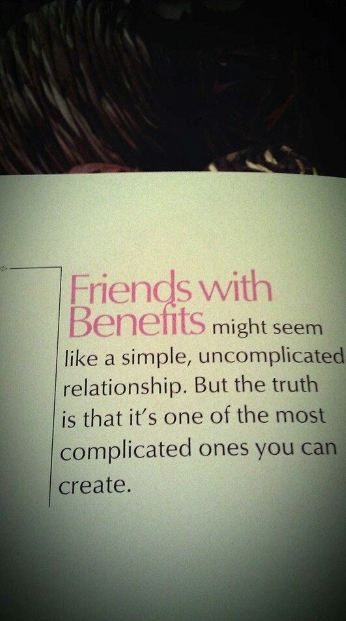 Friends with
Benefits might seem
like a simple, uncomplicated
relationship. But the truth
is that it's one of the most
complicated ones you can
create.